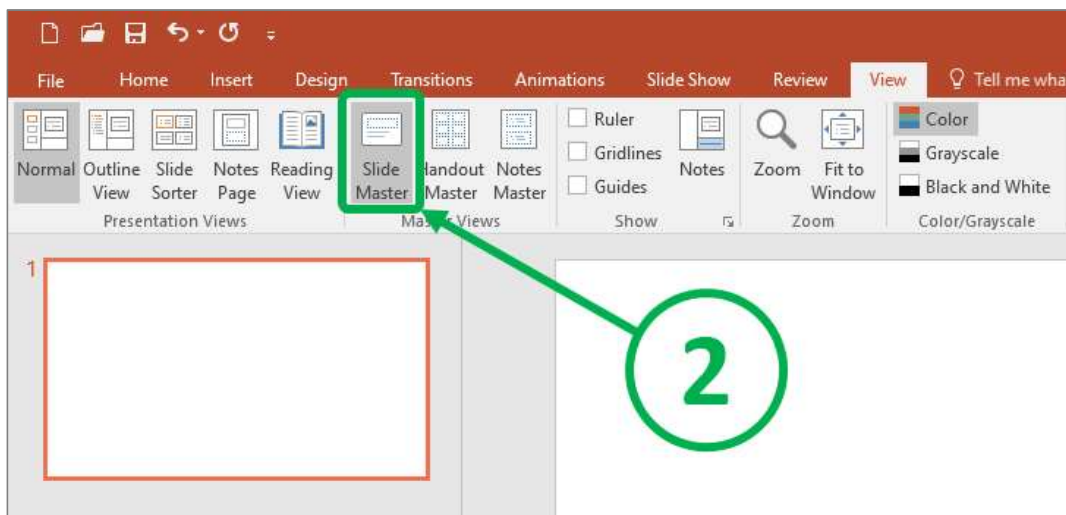 File Home Insert Design Transitions Animations Slide Show Review View Tell me wha
Normal Outline View Slide Sorter Notes Page Reading View
Presentation Views
Slide Master Handout Master Notes Master
Master Views
Ruler
Gridlines
Guides
Notes
Show
Zoom Fit to Window
Zoom
Color
Grayscale
Black and White
Color/Grayscale
1
2